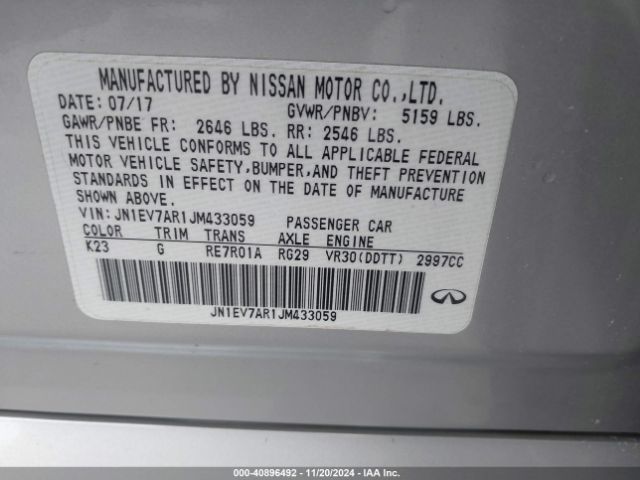 MANUFACTURED BY NISSAN MOTOR CO.,LTD.
DATE: 07/17 GVWR/PNBV: 5159 LBS.
GAWR/PNBE FR: 2646 LBS. RR: 2546 LBS.
THIS VEHICLE CONFORMS TO ALL APPLICABLE FEDERAL
MOTOR VEHICLE SAFETY,BUMPER,AND THEFT PREVENTION
STANDARDS IN EFFECT ON THE DATE OF MANUFACTURE
SHOWN ABOVE.
VIN: JN1EV7AR1JM433059 PASSENGER CAR
COLOR TRIM TRANS AXLE ENGINE
K23 G RE7R01A RG29 VR30(DDTT) 2997CC
JN1EV7AR1JM433059
000-40896492 - 11/20/2024 - IAAI.COM